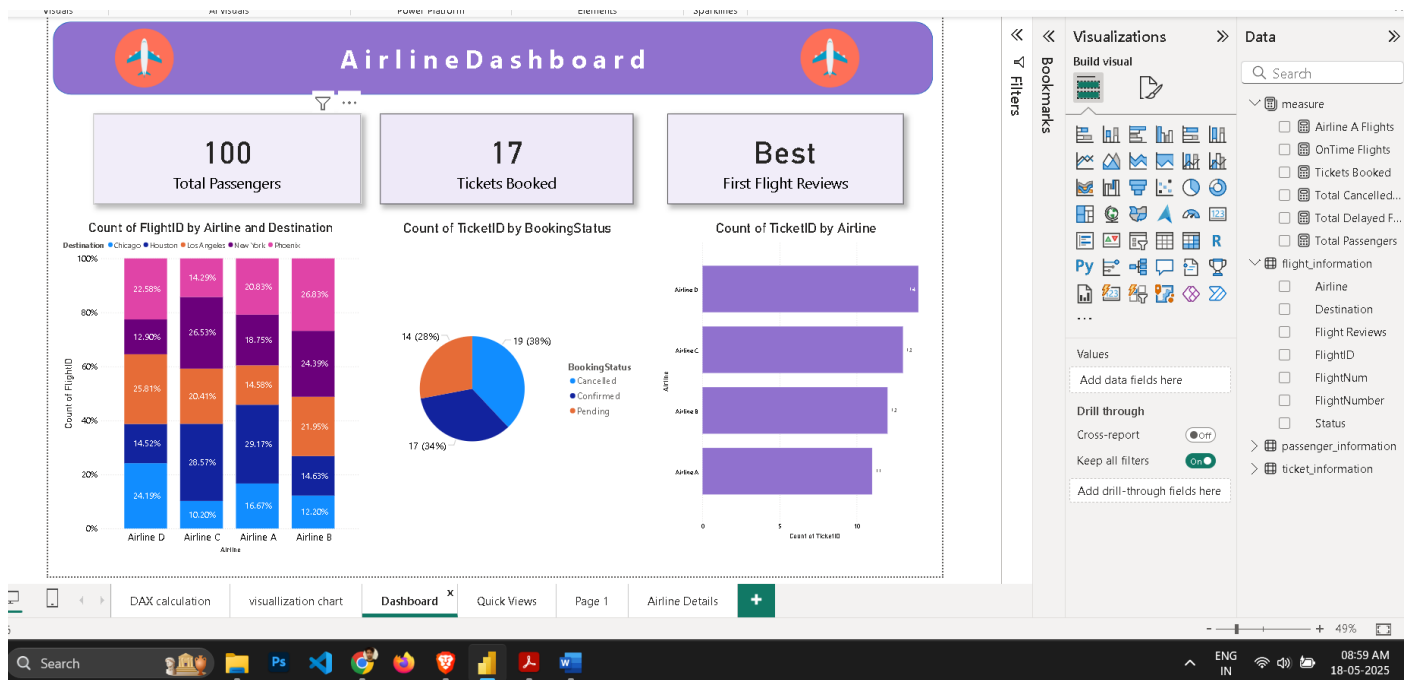 Visuals AI visuals Power Platform Elements Sparklines
AirlineDashboard
100
Total Passengers
17
Tickets Booked
Best
First Flight Reviews
Count of FlightID by Airline and Destination
Destination Chicago Houston Los Angeles New York Phoenix
Count of FlightID
100%
80%
60%
40%
20%
0%
22.58%
12.90%
25.81%
14.52%
24.19%
14.29%
26.53%
20.41%
28.57%
10.20%
20.83%
18.75%
14.58%
29.17%
16.67%
26.83%
24.39%
21.95%
14.63%
12.20%
Airline D Airline C Airline A Airline B
Airline
Count of TicketID by BookingStatus
14 (28%)
19 (38%)
17 (34%)
BookingStatus
Cancelled
Confirmed
Pending
Count of TicketID by Airline
Airline
Airline D
14
Airline C
Airline B
12
Airline A
11
0 5 10
Count of TicketID
Filters
Bookmarks
Visualizations
Build visual
R
Py
123
...
Values
Add data fields here
Drill through
Cross-report Off
Keep all filters On
Add drill-through fields here
Data
Search
measure
Airline A Flights
OnTime Flights
Tickets Booked
Total Cancelled...
Total Delayed F...
Total Passengers
flight_information
Airline
Destination
Flight Reviews
FlightID
FlightNum
FlightNumber
Status
passenger_information
ticket_information
DAX calculation visuallization chart Dashboard x Quick Views Page 1 Airline Details +
- + 49%
Search
Ps
ENG
IN
08:59 AM
18-05-2025